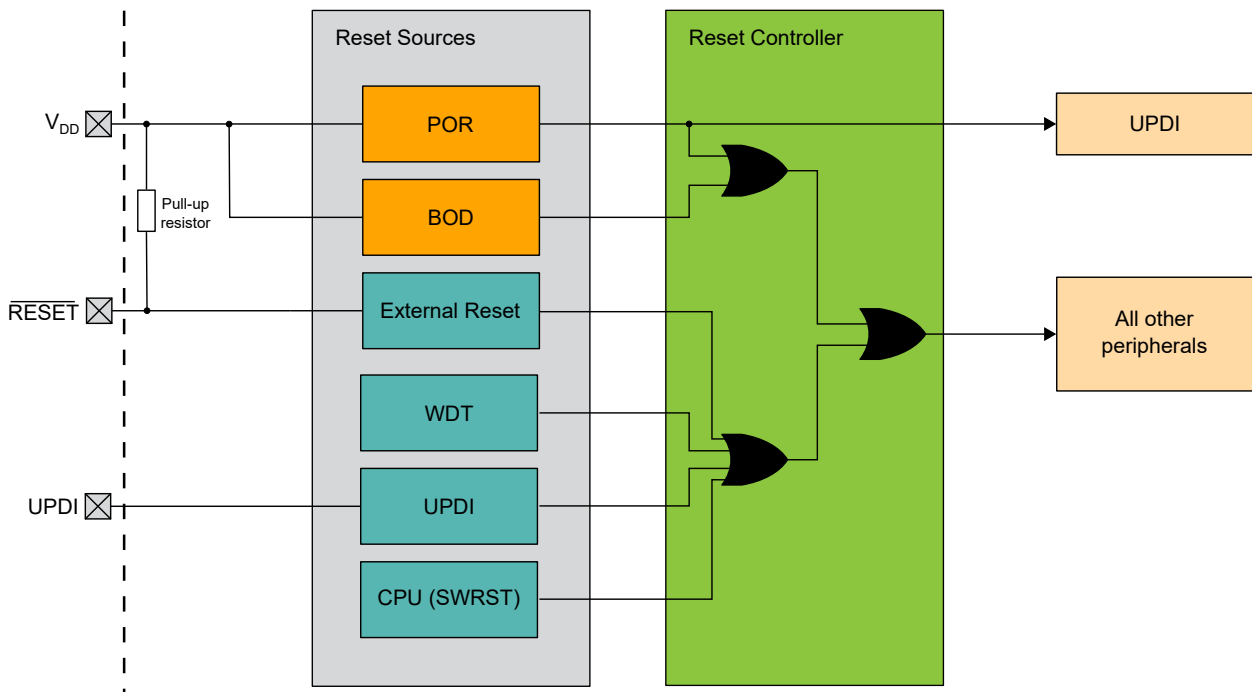 Reset Sources
Reset Controller
VDD
POR
UPDI
Pull-up
resistor
BOD
RESET
External Reset
All other
peripherals
WDT
UPDI
UPDI
CPU (SWRST)